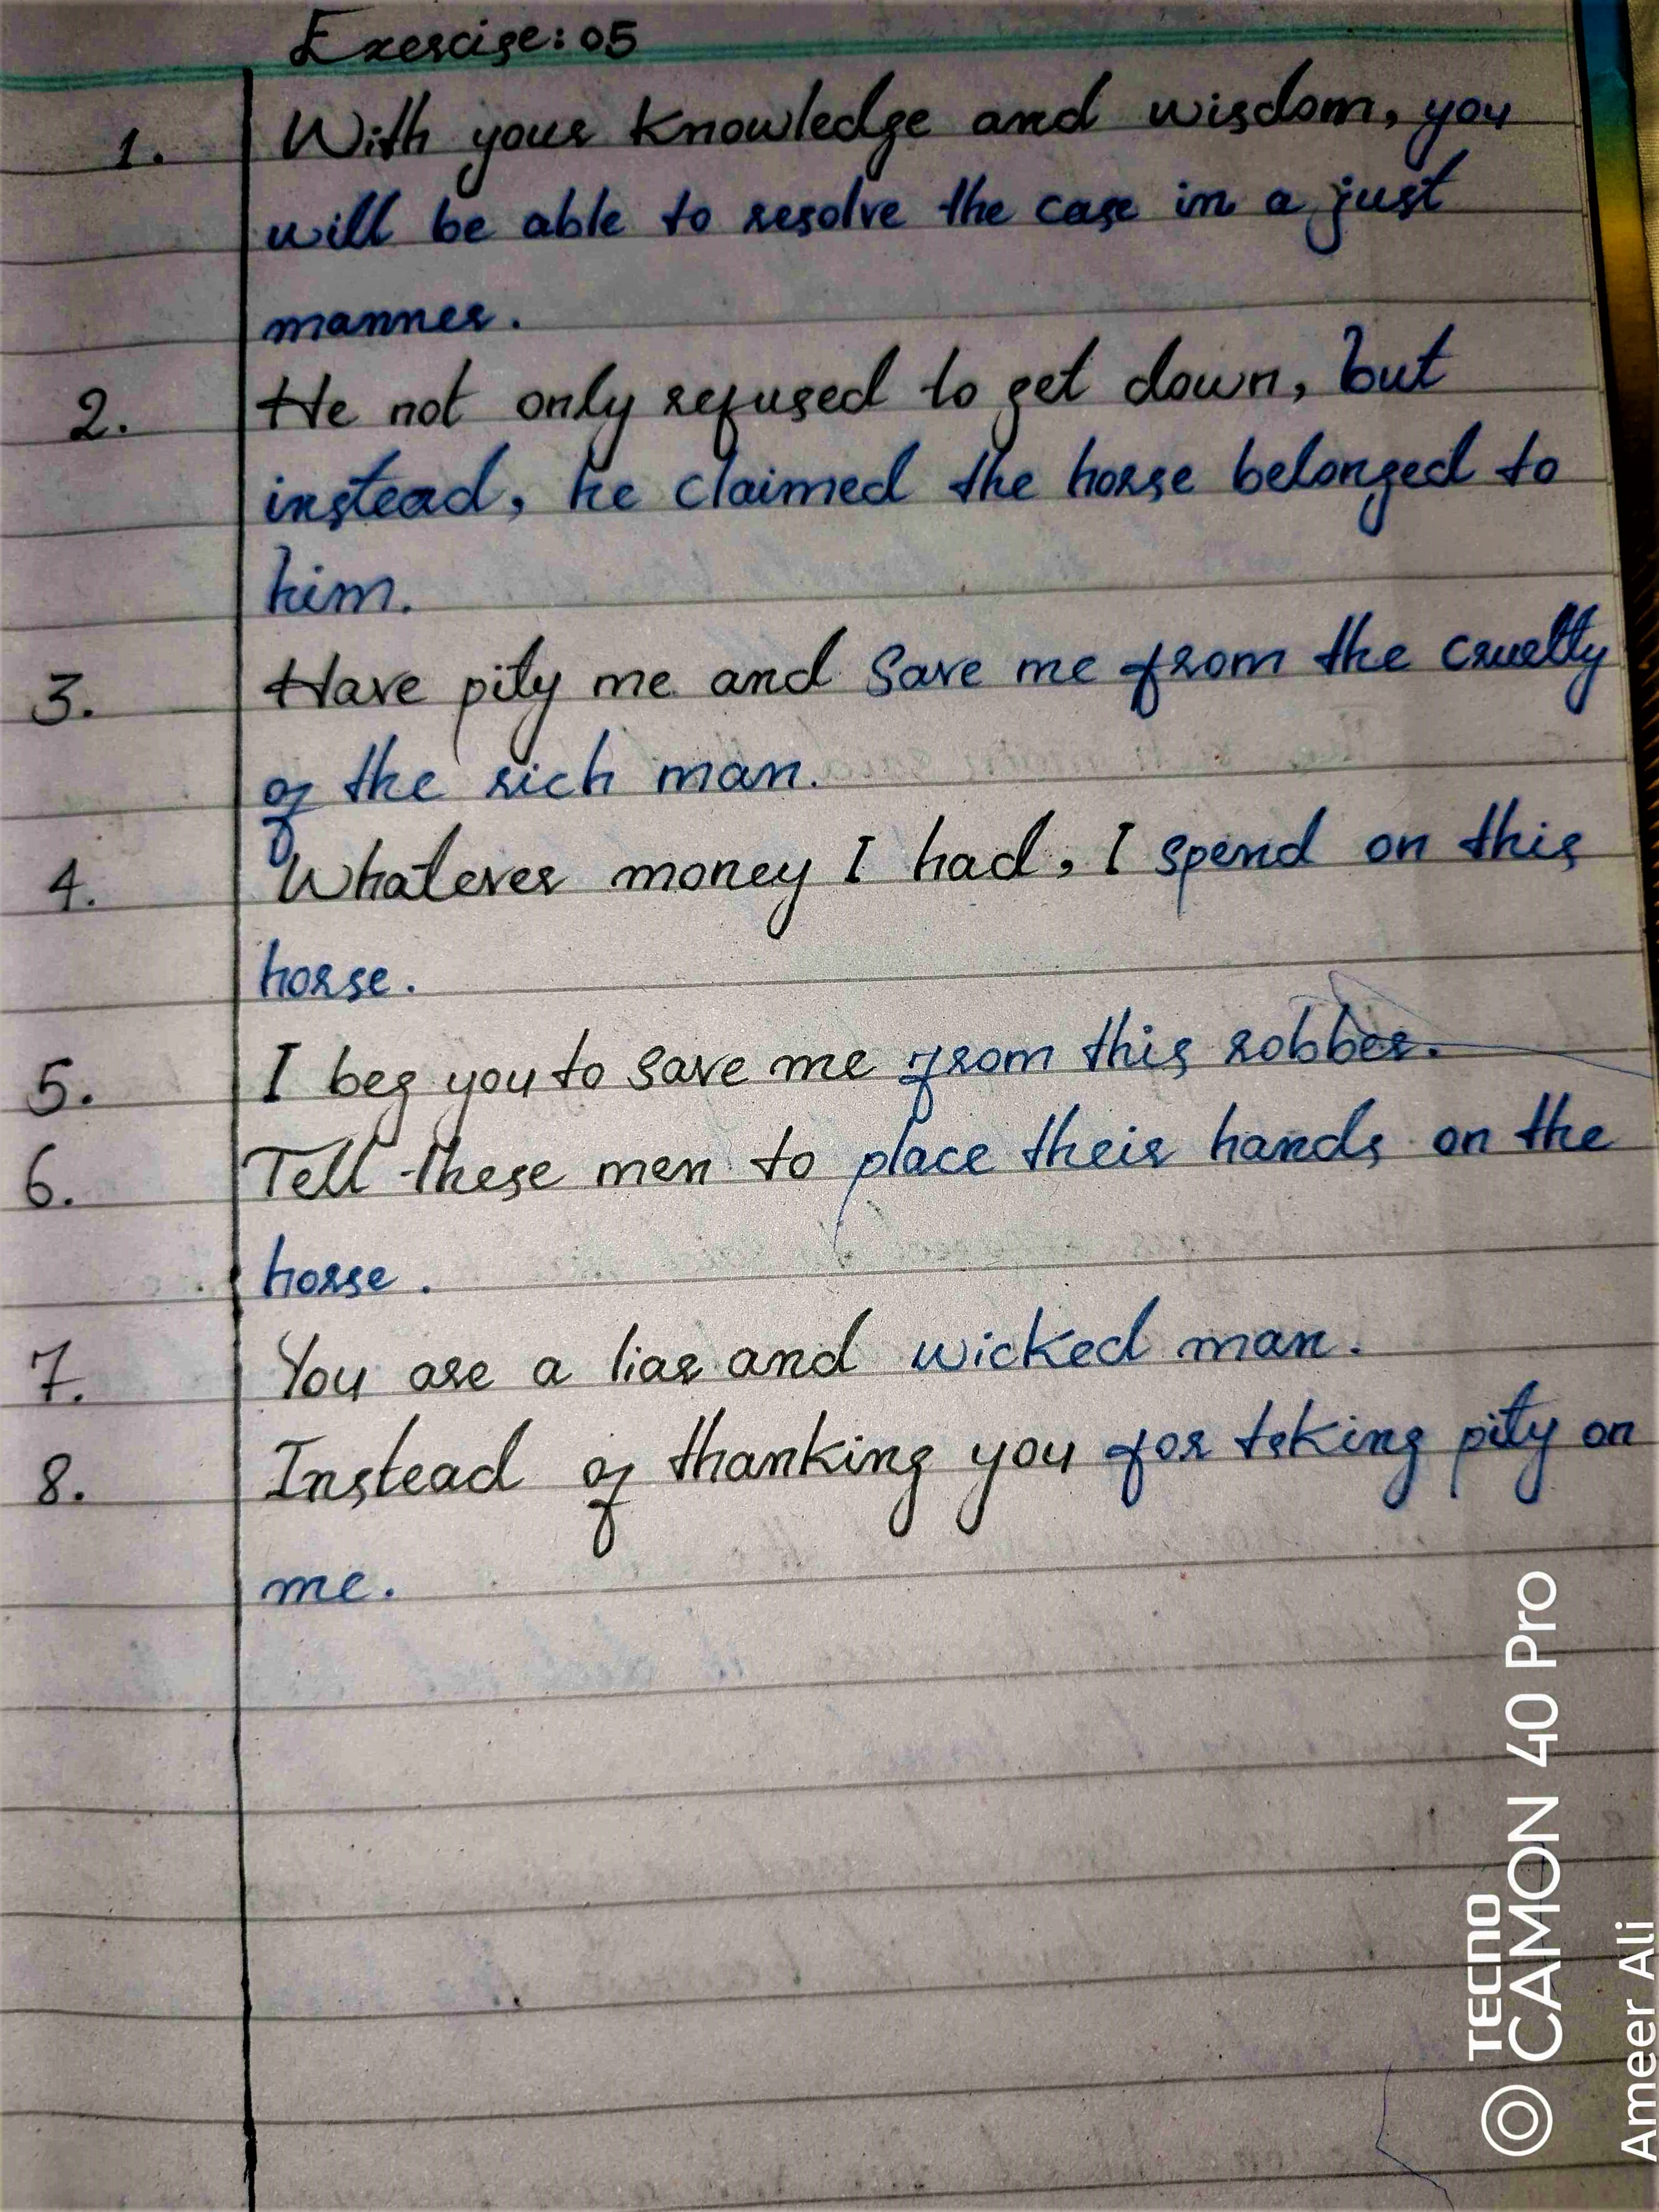 Exercise: 05
1. With your knowledge and wisdom, you
will be able to resolve the case in a just
manner.
2. He not only refused to get down, but
instead, he claimed the horse belonged to
him.
3. Have pity me and Save me from the cruelty
of the rich man.
4. Whatever money I had, I spend on this
horse.
5. I beg you to save me from this robber.
6. Tell these men to place their hands on the
horse.
7. You are a liar and wicked man.
8. Instead of thanking you for teking pity on
me.
TECNO
CAMON 40 Pro
Ameer Ali